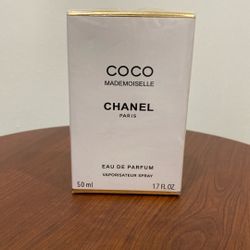 COCO
MADEMOISELLE
CHANEL
PARIS
EAU DE PARFUM
VAPORISATEUR SPRAY
50 ml 1.7 FL. OZ.